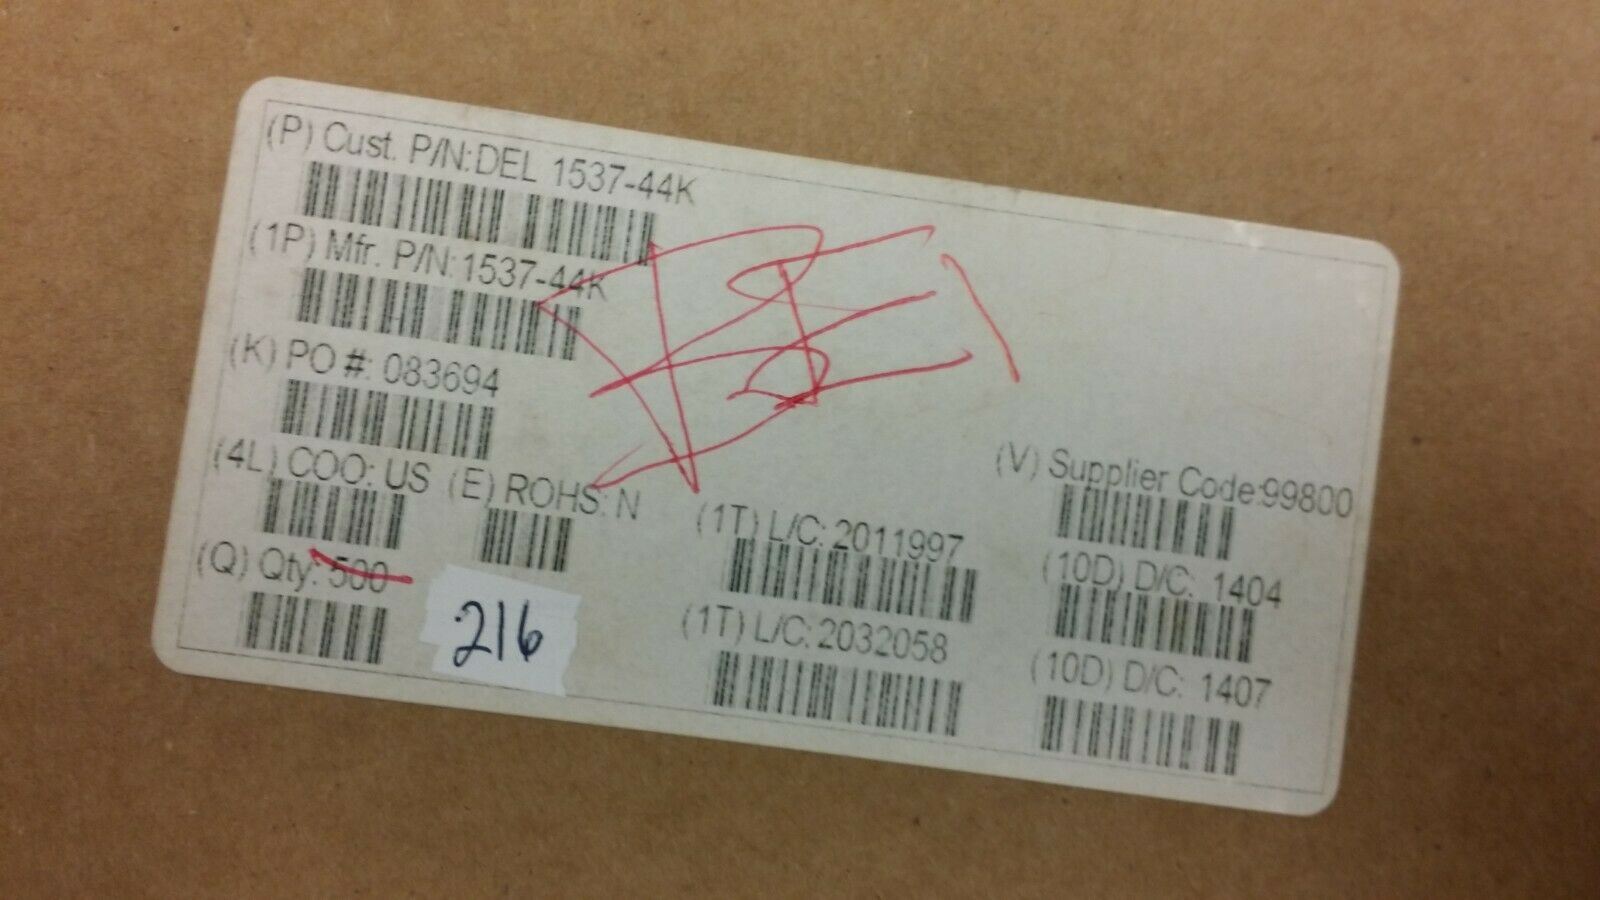 (P) Cust. P/N:DEL 1537-44K
(1P) Mfr. P/N:1537-44K
(K) PO #: 083694
(4L) COO: US (E) ROHS: N
(Q) Qty: 500
216
(1T) L/C: 2011997
(1T) L/C: 2032058
(V) Supplier Code:99800
(10D) D/C: 1404
(10D) D/C: 1407